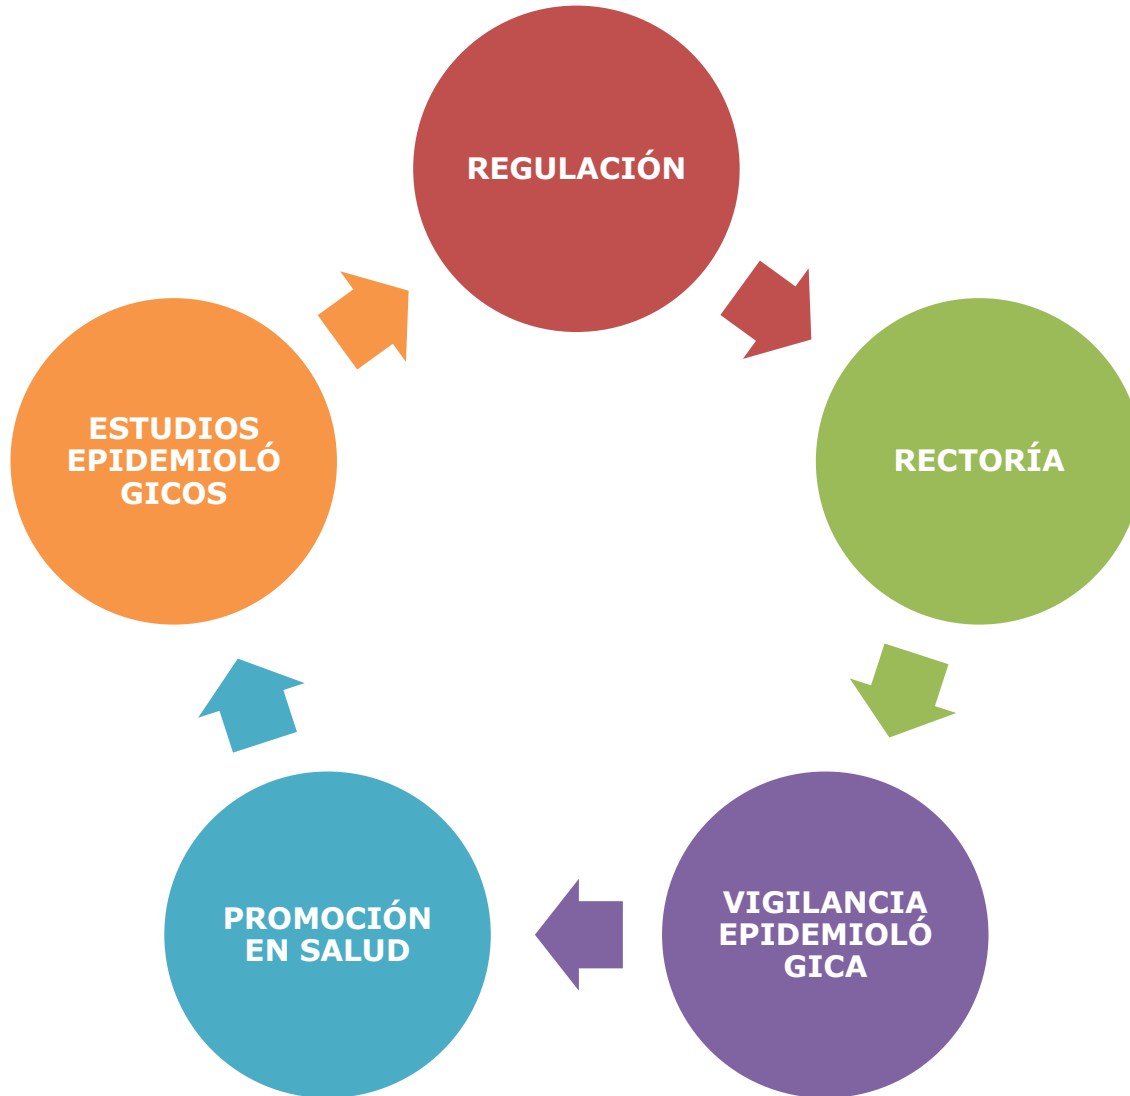 REGULACIÓN
RECTORÍA
VIGILANCIA
EPIDEMIOLÓ
GICA
PROMOCIÓN
EN SALUD
ESTUDIOS
EPIDEMIOLÓ
GICOS